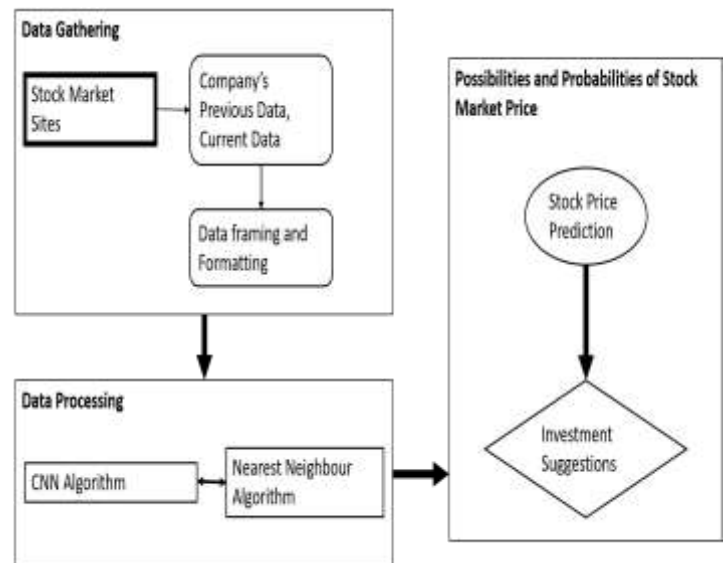 Data Gathering
Stock Market
Sites
Company's
Previous Data,
Current Data
Data framing and
Formatting
Data Processing
CNN Algorithm
Nearest Neighbour
Algorithm
Possibilities and Probabilities of Stock
Market Price
Stock Price
Prediction
Investment
Suggestions